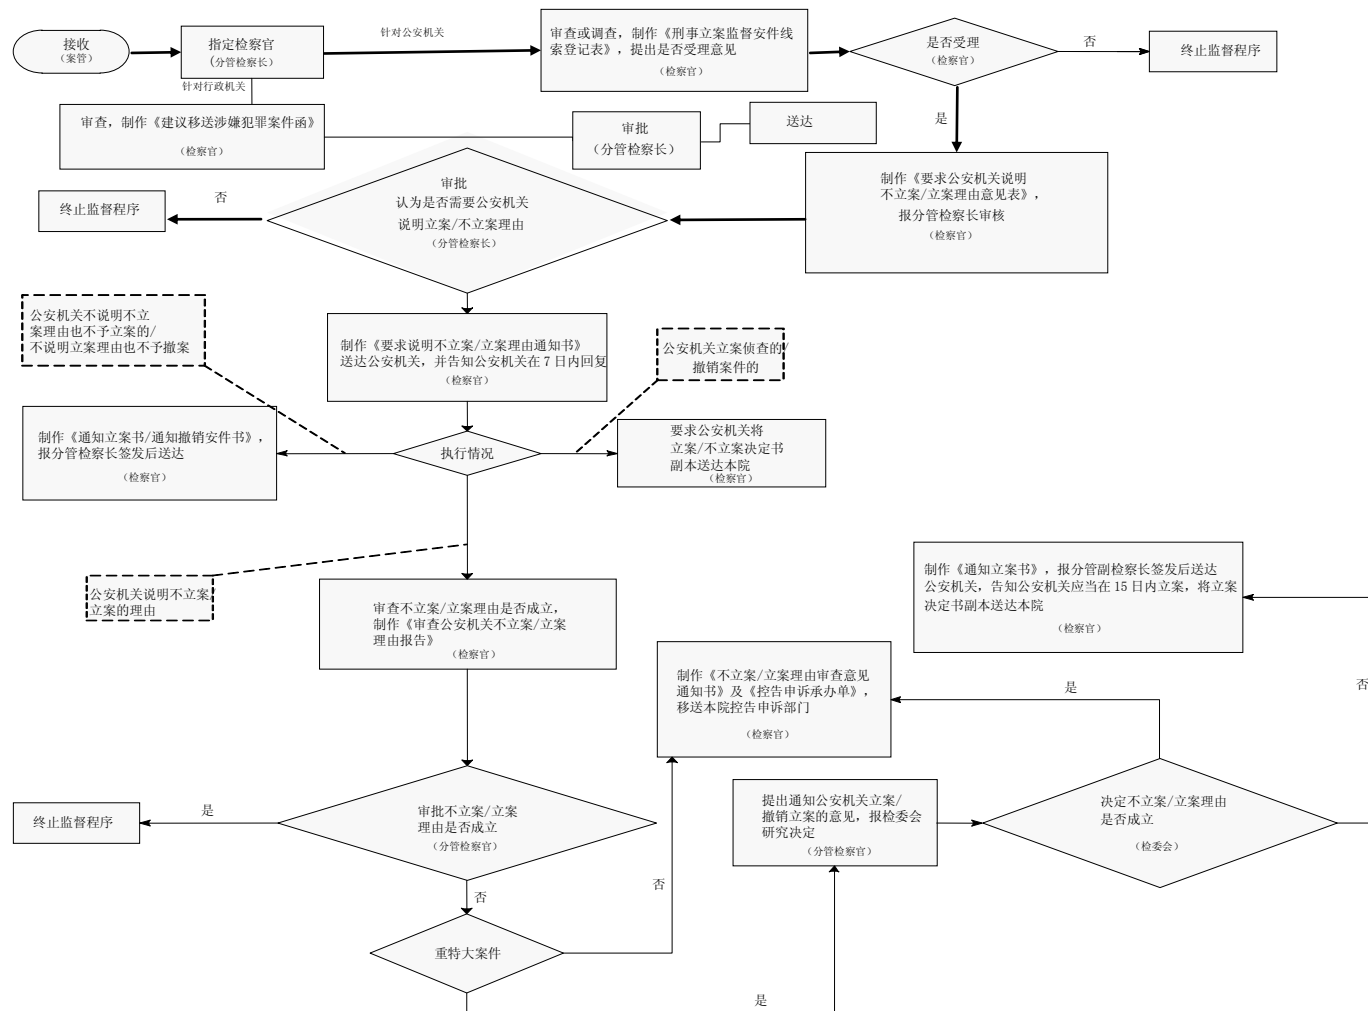 接收
（案管）
指定检察官
（分管检察长）
针对公安机关
审查或调查，制作《刑事立案监督安件线
索登记表》，提出是否受理意见
（检察官）
是否受理
（检察官）
否
终止监督程序
针对行政机关
审查，制作《建议移送涉嫌犯罪案件函》
（检察官）
审批
（分管检察长）
送达
是
制作《要求公安机关说明
不立案/立案理由意见表》，
报分管检察长审核
（检察官）
审批
认为是否需要公安机关
说明立案/不立案理由
（分管检察长）
否
终止监督程序
公安机关不说明不立
案理由也不予立案的/
不说明立案理由也不予撤案
制作《要求说明不立案/立案理由通知书》
送达公安机关，并告知公安机关在7日内回复
（检察官）
公安机关立案侦查的/
撤销案件的
制作《通知立案书/通知撤销安件书》，
报分管检察长签发后送达
（检察官）
执行情况
要求公安机关将
立案/不立案决定书
副本送达本院
（检察官）
公安机关说明不立案/
立案的理由
审查不立案/立案理由是否成立，
制作《审查公安机关不立案/立案
理由报告》
（检察官）
制作《通知立案书》，报分管副检察长签发后送达
公安机关，告知公安机关应当在15日内立案，将立案
决定书副本送达本院
（检察官）
制作《不立案/立案理由审查意见
通知书》及《控告申诉承办单》，
移送本院控告申诉部门
（检察官）
是
否
终止监督程序
是
审批不立案/立案
理由是否成立
（分管检察官）
提出通知公安机关立案/
撤销立案的意见，报检委会
研究决定
（分管检察官）
决定不立案/立案理由
是否成立
（检委会）
否
否
重特大案件
是